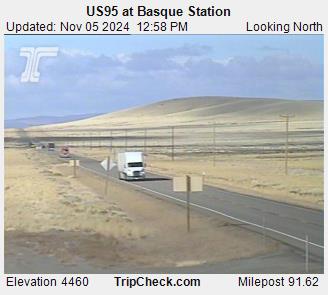 US95 at Basque Station
Updated: Nov 05 2024 12:58 PM Looking North
Elevation 4460 TripCheck.com Milepost 91.62